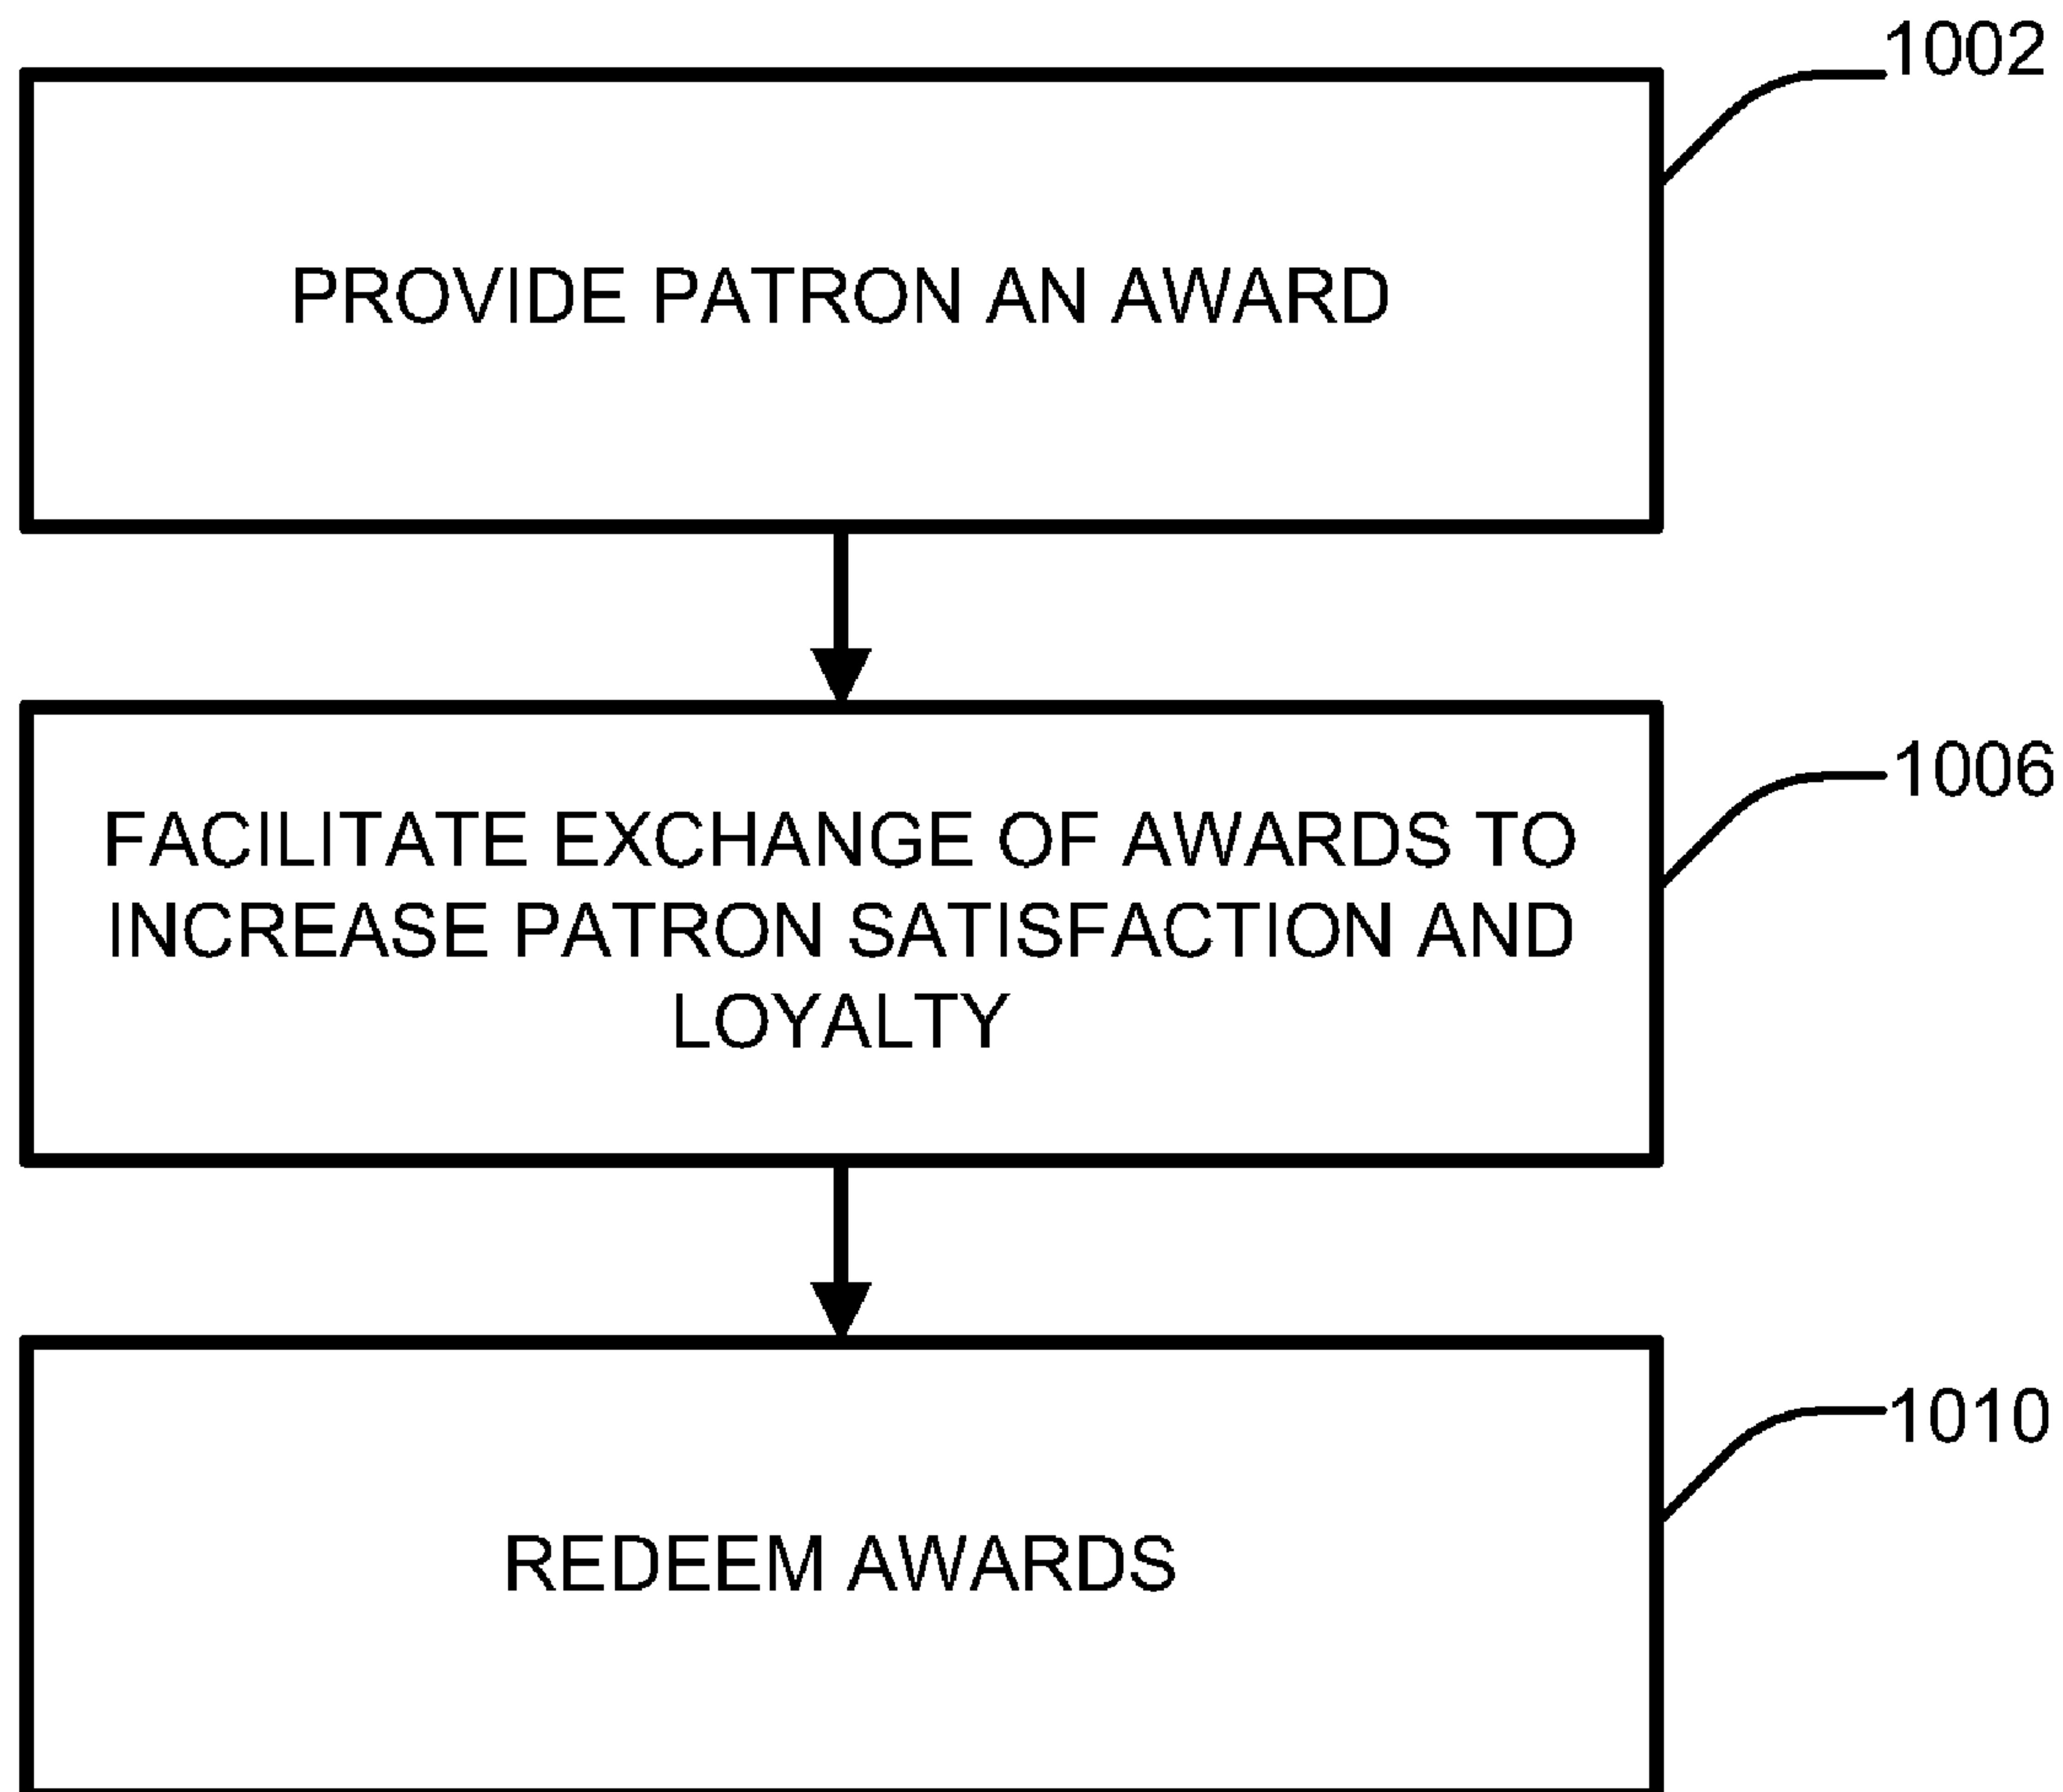 1002
PROVIDE PATRON AN AWARD
1006
FACILITATE EXCHANGE OF AWARDS TO
INCREASE PATRON SATISFACTION AND
LOYALTY
1010
REDEEM AWARDS